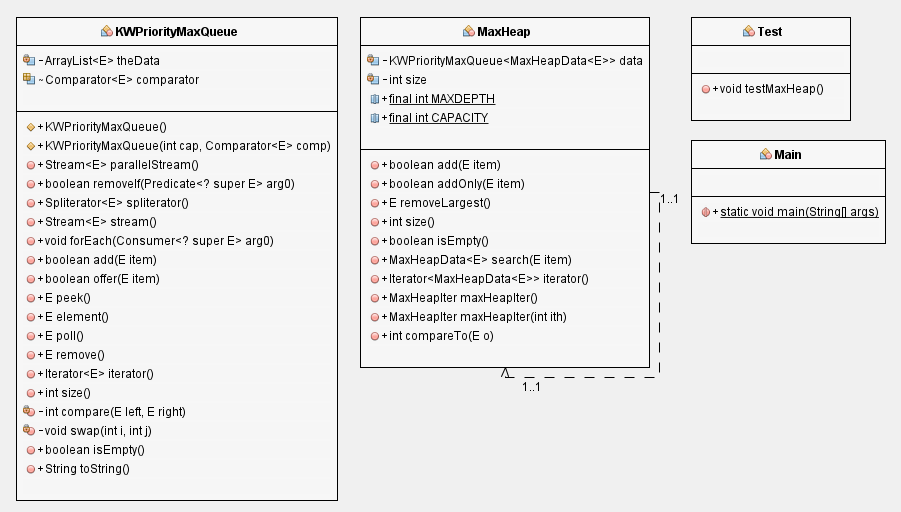 KWPriorityMaxQueue
-ArrayList<E> theData
~Comparator<E> comparator
+KWPriorityMaxQueue()
+KWPriorityMaxQueue(int cap, Comparator<E> comp)
+Stream<E> parallelStream()
+boolean removeIf(Predicate<? super E> arg0)
+Spliterator<E> spliterator()
+Stream<E> stream()
+void forEach(Consumer<? super E> arg0)
+boolean add(E item)
+boolean offer(E item)
+E peek()
+E element()
+E poll()
+E remove()
+Iterator<E> iterator()
+int size()
-int compare(E left, E right)
-void swap(int i, int j)
+boolean isEmpty()
+String toString()
MaxHeap
-KWPriorityMaxQueue<MaxHeapData<E>> data
-int size
+final int MAXDEPTH
+final int CAPACITY
+boolean add(E item)
+boolean addOnly(E item)
+E removeLargest()
+int size()
+boolean isEmpty()
+MaxHeapData<E> search(E item)
+Iterator<MaxHeapData<E>> iterator()
+MaxHeapIter maxHeapIter()
+MaxHeapIter maxHeapIter(int ith)
+int compareTo(E o)
1..1
1..1
Test
+void testMaxHeap()
Main
+static void main(String[] args)